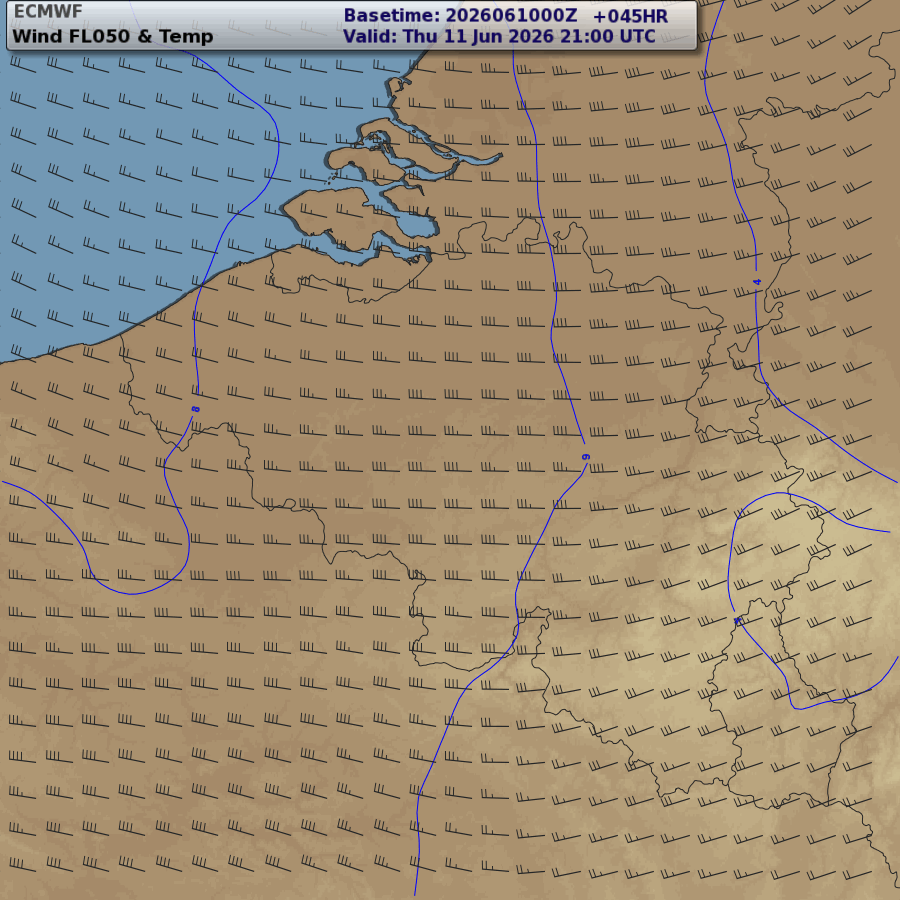 ECMWF
Wind FL050 & Temp
Basetime: 2026061000Z +045HR
Valid: Thu 11 Jun 2026 21:00 UTC
4
8
6